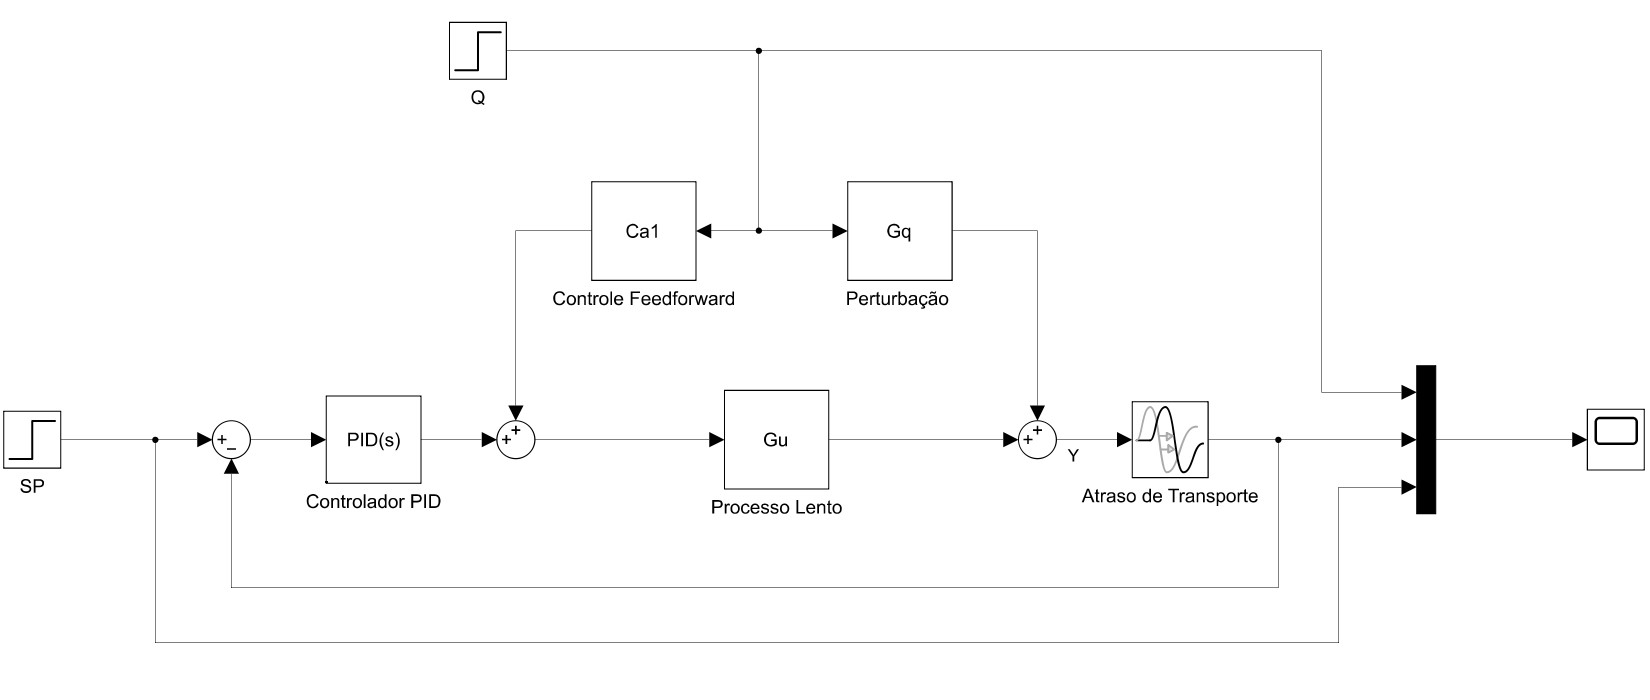 Q
Ca1
Gq
Controle Feedforward
Perturbação
SP
+
−
PID(s)
Controlador PID
+
+
Gu
Processo Lento
+
+
Y
Atraso de Transporte